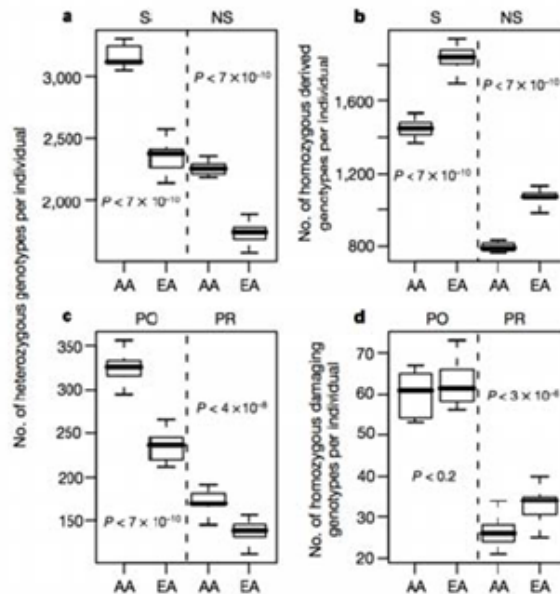 a
S
NS
No. of heterozygous genotypes per individual
3,000
2,500
2,000
P < 7 × 10⁻¹⁰
P < 7 × 10⁻¹⁰
AA EA AA EA
b
S
NS
No. of homozygous derived
genotypes per individual
1,600
1,200
800
P < 7 × 10⁻¹⁰
P < 7 × 10⁻¹⁰
AA EA AA EA
c
PO
PR
350
300
250
200
150
P < 4 × 10⁻⁶
P < 7 × 10⁻¹⁰
AA EA AA EA
d
PO
PR
No. of homozygous damaging
genotypes per individual
70
60
50
40
30
20
P < 3 × 10⁻⁶
P < 0.2
AA EA AA EA